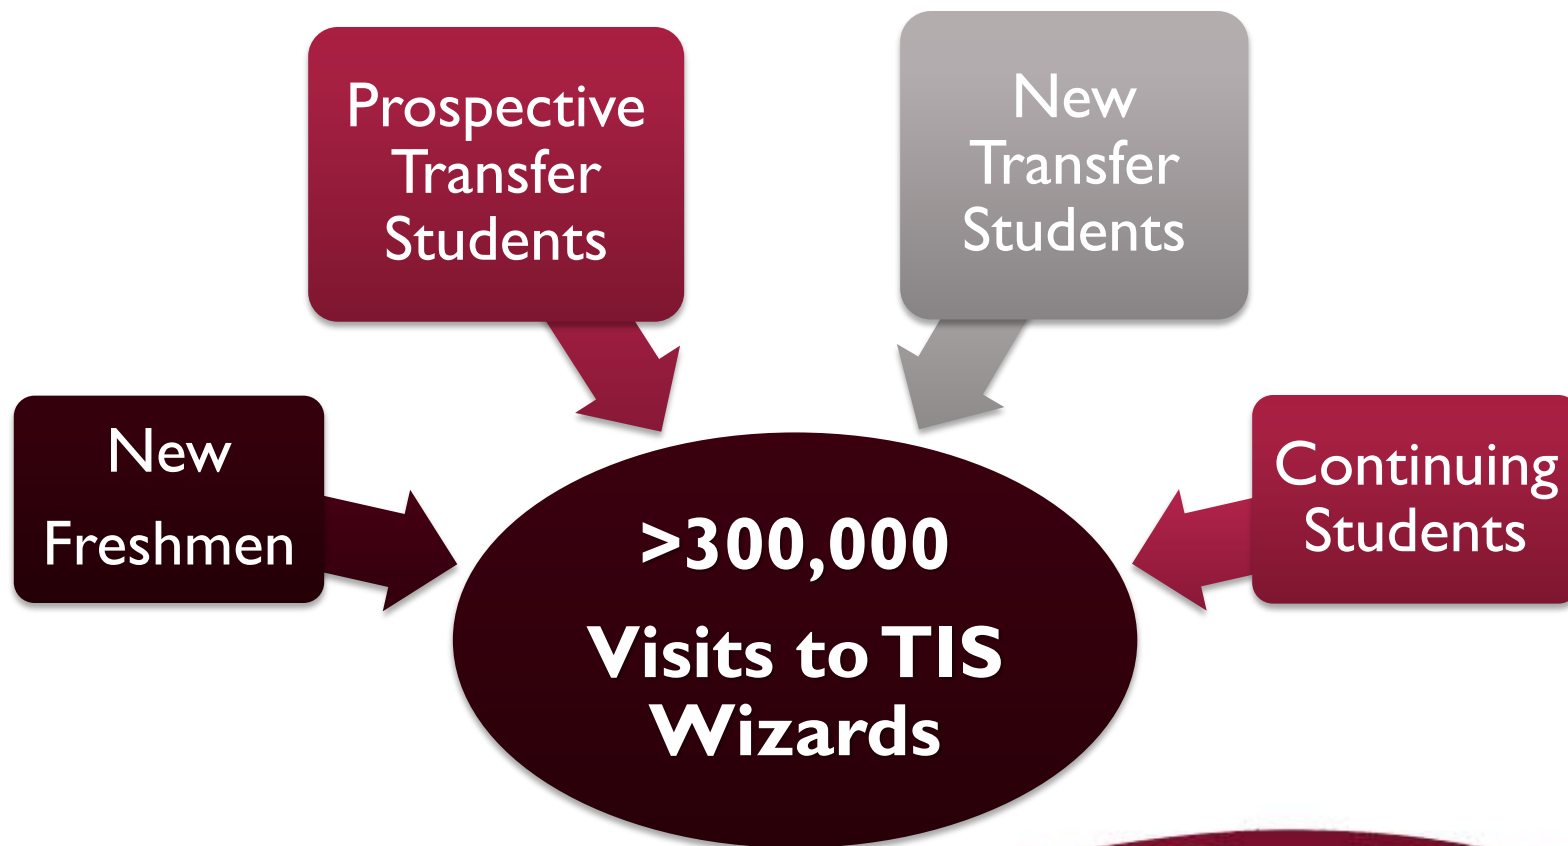 Prospective
Transfer
Students
New
Transfer
Students
New
Freshmen
Continuing
Students
>300,000
Visits to TIS
Wizards